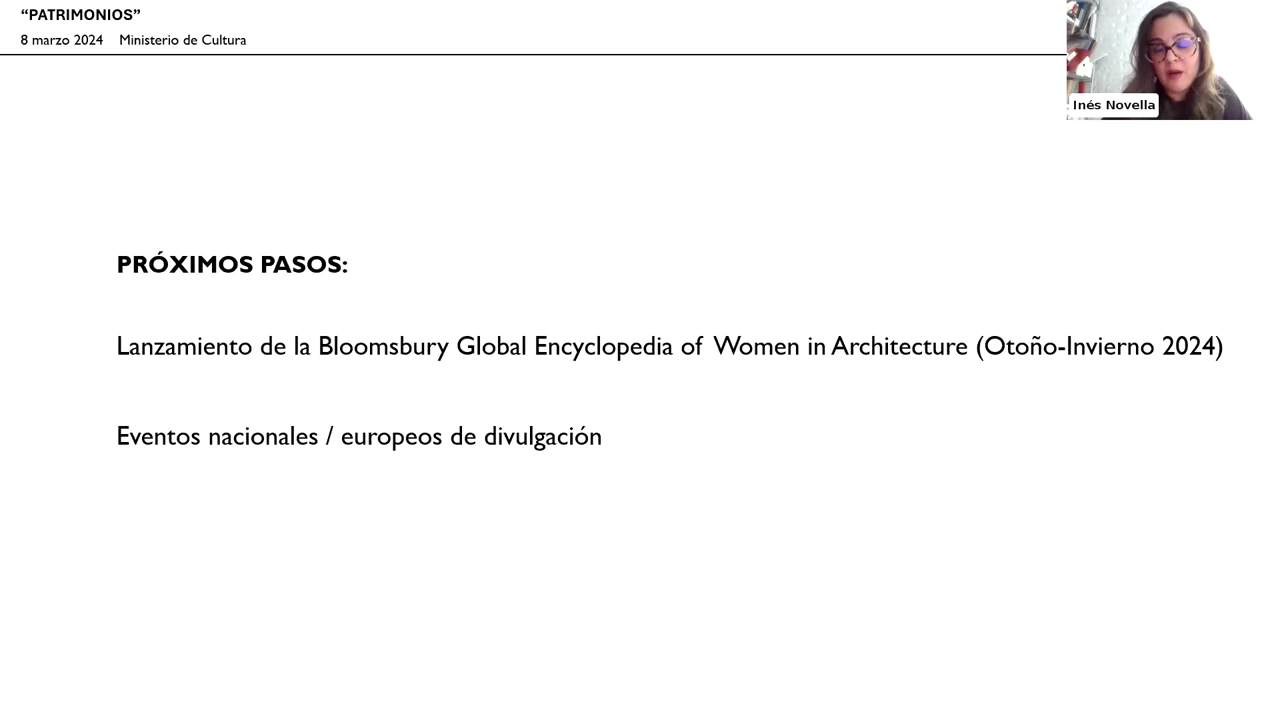 “PATRIMONIOS”
8 marzo 2024 Ministerio de Cultura
Inés Novella
PRÓXIMOS PASOS:
Lanzamiento de la Bloomsbury Global Encyclopedia of Women in Architecture (Otoño-Invierno 2024)
Eventos nacionales / europeos de divulgación